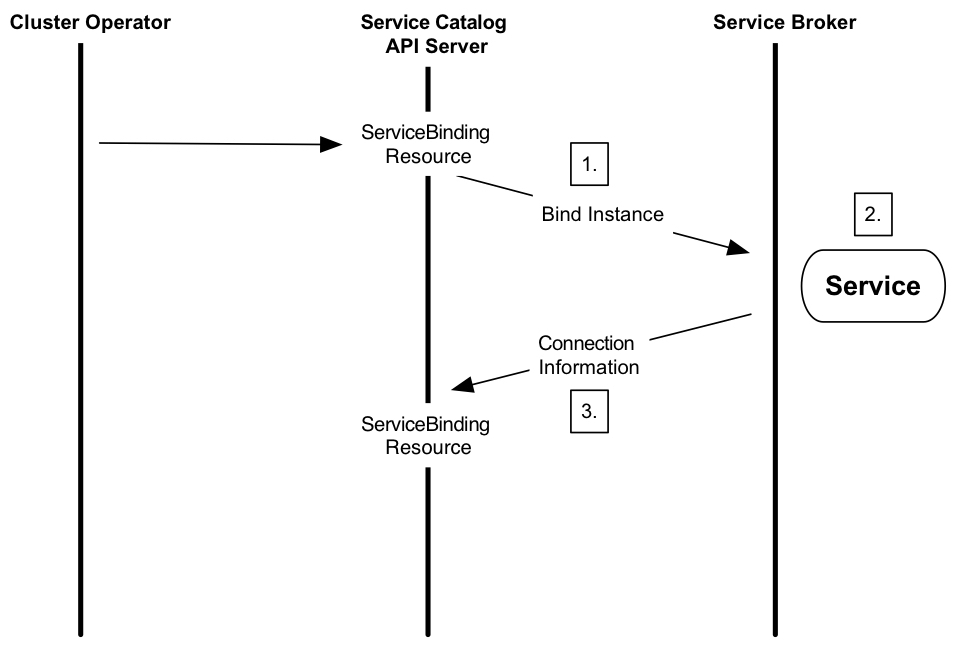 Cluster Operator
Service Catalog
API Server
Service Broker
ServiceBinding
Resource
1.
Bind Instance
2.
Service
Connection
Information
3.
ServiceBinding
Resource